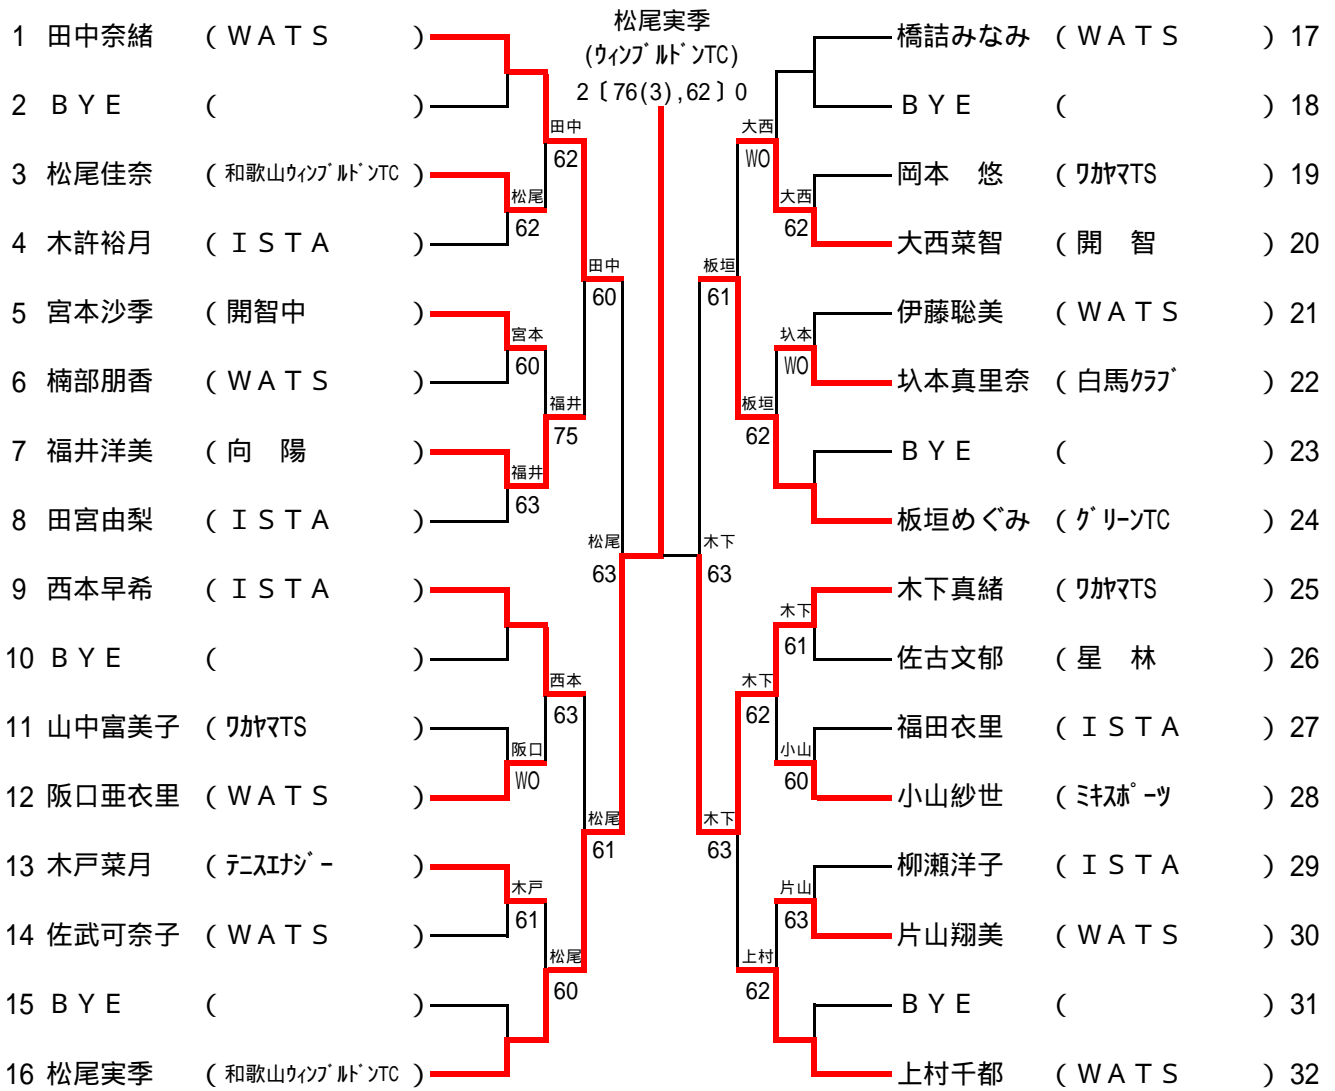 松尾実季
(ウィンブルドンTC)
2〔76(3),62〕0
1 田中奈緒 (WATS)
2 BYE ( )
3 松尾佳奈 (和歌山ウィンブルドンTC)
4 木許裕月 (ISTA)
5 宮本沙季 (開智中)
6 楠部朋香 (WATS)
7 福井洋美 (向 陽)
8 田宮由梨 (ISTA)
9 西本早希 (ISTA)
10 BYE ( )
11 山中富美子 (ワカヤマTS)
12 阪口亜衣里 (WATS)
13 木戸菜月 (テニスエナジー)
14 佐武可奈子 (WATS)
15 BYE ( )
16 松尾実季 (和歌山ウィンブルドンTC)
松尾
62
宮本
60
福井
63
阪口
WO
木戸
61
田中
62
福井
75
西本
63
松尾
60
田中
60
松尾
61
松尾
63
木下
63
板垣
61
木下
63
大西
WO
板垣
62
木下
62
上村
62
大西
62
圦本
WO
木下
61
小山
60
片山
63
橋詰みなみ (WATS) 17
BYE ( ) 18
岡本 悠 (ワカヤマTS) 19
大西菜智 (開 智) 20
伊藤聡美 (WATS) 21
圦本真里奈 (白馬クラブ) 22
BYE ( ) 23
板垣めぐみ (グリーンTC) 24
木下真緒 (ワカヤマTS) 25
佐古文郁 (星 林) 26
福田衣里 (ISTA) 27
小山紗世 (ミキスポーツ) 28
柳瀬洋子 (ISTA) 29
片山翔美 (WATS) 30
BYE ( ) 31
上村千都 (WATS) 32